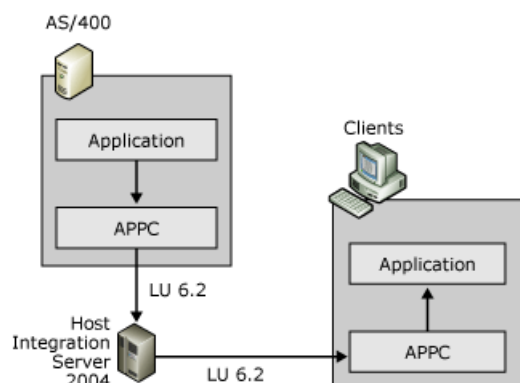 AS/400
Application
APPC
LU 6.2
Host
Integration
Server
2004
LU 6.2
Clients
Application
APPC